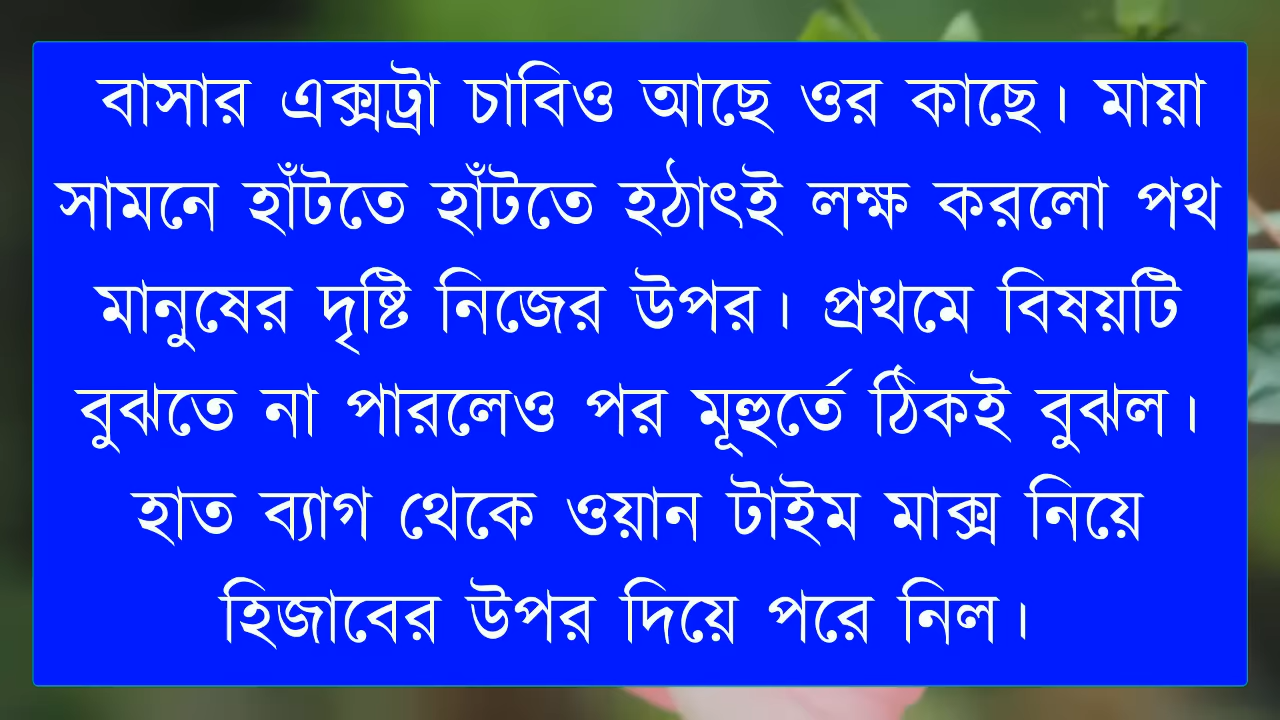 বাসার এক্সট্রা চাবিও আছে ওর কাছে। মায়া
সামনে হাঁটতে হাঁটতে হঠাৎই লক্ষ করলো পথ
মানুষের দৃষ্টি নিজের উপর। প্রথমে বিষয়টি
বুঝতে না পারলেও পর মূহুর্তে ঠিকই বুঝল।
হাত ব্যাগ থেকে ওয়ান টাইম মাক্স নিয়ে
হিজাবের উপর দিয়ে পরে নিল।